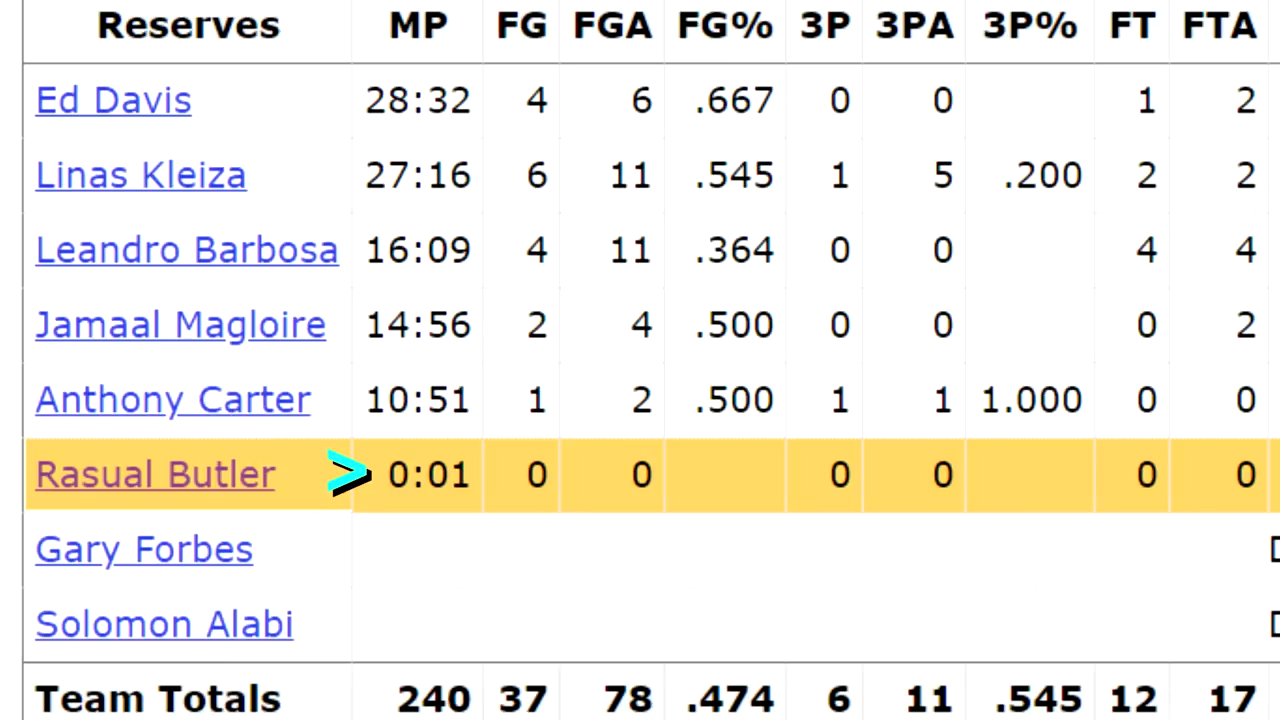 Reserves MP FG FGA FG% 3P 3PA 3P% FT FTA
Ed Davis 28:32 4 6 .667 0 0 1 2
Linas Kleiza 27:16 6 11 .545 1 5 .200 2 2
Leandro Barbosa 16:09 4 11 .364 0 0 4 4
Jamaal Magloire 14:56 2 4 .500 0 0 0 2
Anthony Carter 10:51 1 2 .500 1 1 1.000 0 0
Rasual Butler > 0:01 0 0 0 0 0 0
Gary Forbes
Solomon Alabi
Team Totals 240 37 78 .474 6 11 .545 12 17